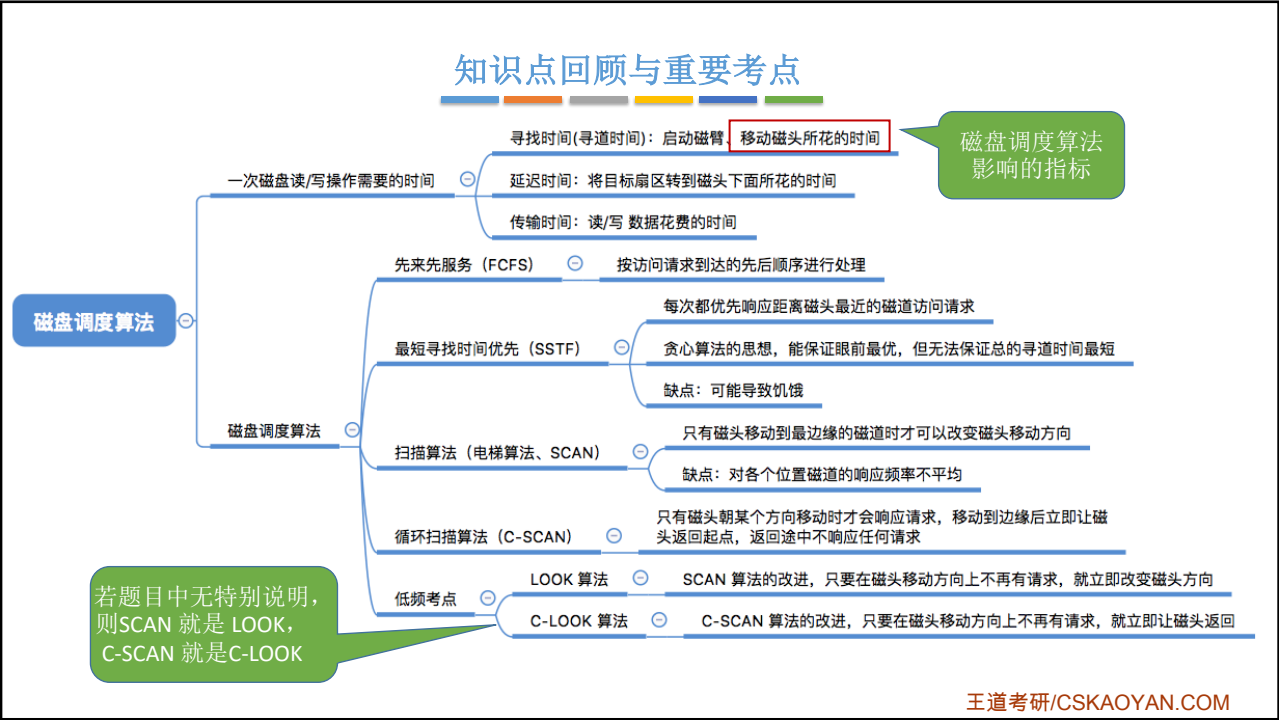 知识点回顾与重要考点
寻找时间(寻道时间)：启动磁臂、移动磁头所花的时间
磁盘调度算法
影响的指标
一次磁盘读/写操作需要的时间
延迟时间：将目标扇区转到磁头下面所花的时间
传输时间：读/写 数据花费的时间
先来先服务（FCFS）
按访问请求到达的先后顺序进行处理
磁盘调度算法
每次都优先响应距离磁头最近的磁道访问请求
最短寻找时间优先（SSTF）
贪心算法的思想，能保证眼前最优，但无法保证总的寻道时间最短
缺点：可能导致饥饿
磁盘调度算法
只有磁头移动到最边缘的磁道时才可以改变磁头移动方向
扫描算法（电梯算法、SCAN）
缺点：对各个位置磁道的响应频率不平均
循环扫描算法（C-SCAN）
只有磁头朝某个方向移动时才会响应请求，移动到边缘后立即让磁
头返回起点，返回途中不响应任何请求
低频考点
LOOK 算法
SCAN 算法的改进，只要在磁头移动方向上不再有请求，就立即改变磁头方向
C-LOOK 算法
C-SCAN 算法的改进，只要在磁头移动方向上不再有请求，就立即让磁头返回
若题目中无特别说明，
则SCAN 就是 LOOK，
C-SCAN 就是C-LOOK
王道考研/CSKAOYAN.COM